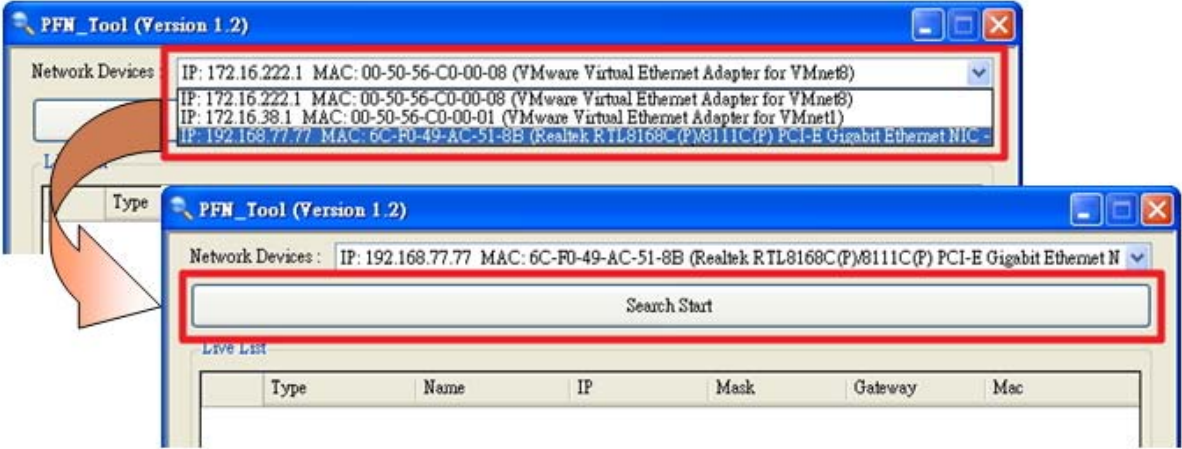 PFN_Tool (Version 1.2)
Network Devices :
IP: 172.16.222.1 MAC: 00-50-56-C0-00-08 (VMware Virtual Ethernet Adapter for VMnet8)
IP: 172.16.222.1 MAC: 00-50-56-C0-00-08 (VMware Virtual Ethernet Adapter for VMnet8)
IP: 172.16.38.1 MAC: 00-50-56-C0-00-01 (VMware Virtual Ethernet Adapter for VMnet1)
IP: 192.168.77.77 MAC: 6C-F0-49-AC-51-8B (Realtek RTL8168C(P)/8111C(P) PCI-E Gigabit Ethernet NIC -
Type
PFN_Tool (Version 1.2)
Network Devices : IP: 192.168.77.77 MAC: 6C-F0-49-AC-51-8B (Realtek RTL8168C(P)/8111C(P) PCI-E Gigabit Ethernet N
Search Start
Live List
Type Name IP Mask Gateway Mac